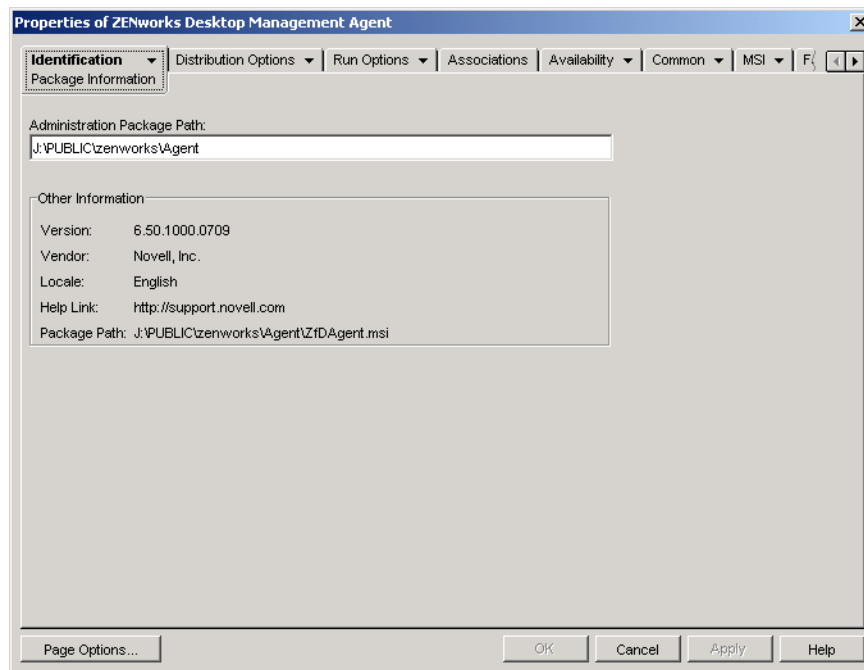 Properties of ZENworks Desktop Management Agent
Identification Distribution Options Run Options Associations Availability Common MSI
Package Information
Administration Package Path:
J:\PUBLIC\zenworks\Agent
Other Information
Version: 6.50.1000.0709
Vendor: Novell, Inc.
Locale: English
Help Link: http://support.novell.com
Package Path: J:\PUBLIC\zenworks\Agent\ZfDAgent.msi
Page Options... OK Cancel Apply Help